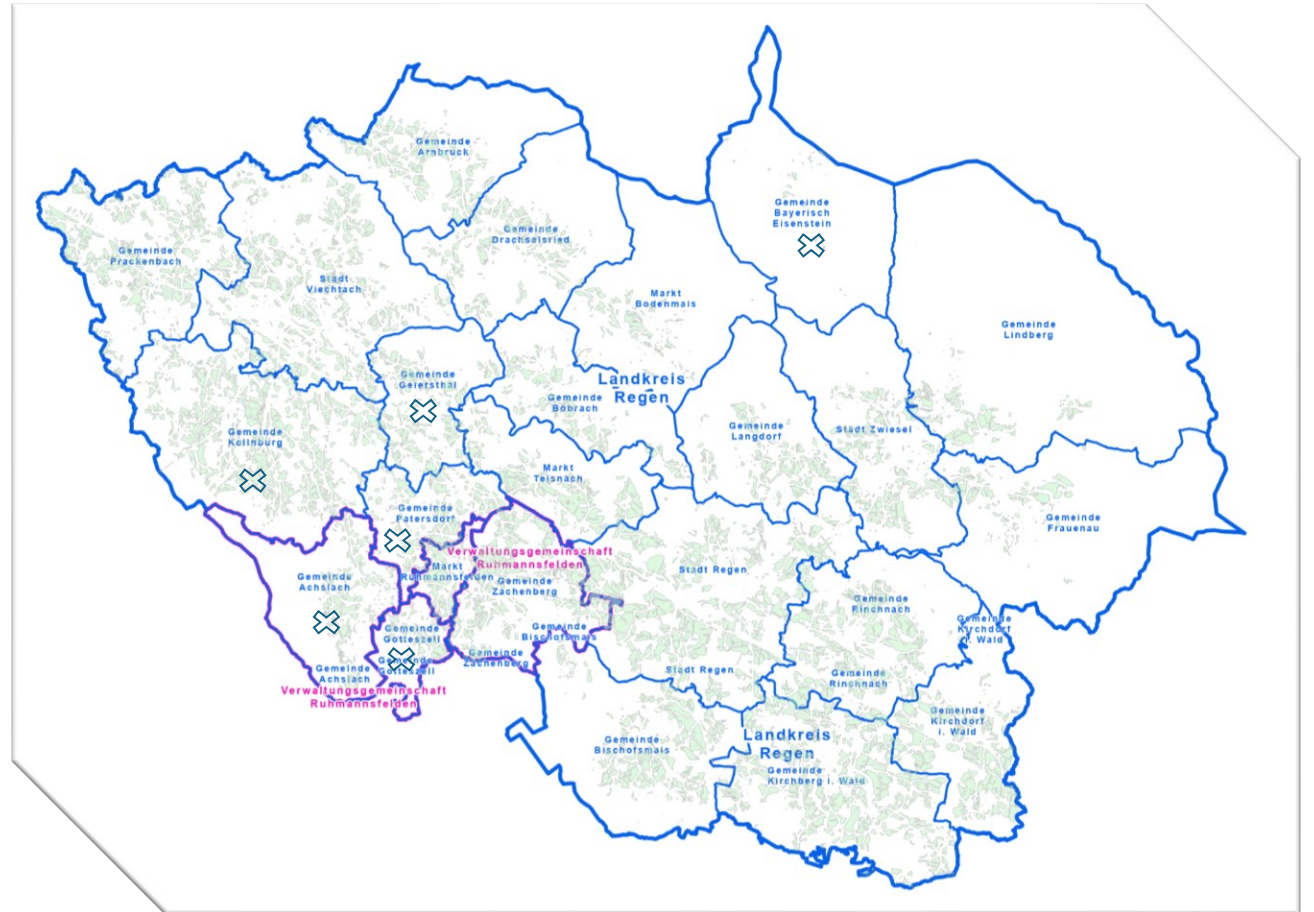 Gemeinde
Arnbruck
Gemeinde
Bayerisch
Eisenstein
Gemeinde
Drachselsried
Gemeinde
Prackenbach
Stadt
Viechtach
Markt
Bodenmais
Gemeinde
Lindberg
Gemeinde
Geiersthal
Landkreis
Regen
Gemeinde
Böbrach
Gemeinde
Langdorf
Stadt Zwiesel
Gemeinde
Kollnburg
Markt
Teisnach
Gemeinde
Patersdorf
Gemeinde
Frauenau
Verwaltungsgemeinschaft
Ruhmannsfelden
Markt
Ruhmannsfelden
Gemeinde
Zachenberg
Stadt Regen
Gemeinde
Achslach
Gemeinde
Rinchnach
Gemeinde
Kirchdorf
i. Wald
Gemeinde
Gotteszell
Gemeinde
Bischofsmais
Gemeinde
Zachenberg
Gemeinde
Gotteszell
Gemeinde
Achslach
Stadt Regen
Gemeinde
Rinchnach
Verwaltungsgemeinschaft
Ruhmannsfelden
Gemeinde
Kirchdorf
i. Wald
Gemeinde
Bischofsmais
Landkreis
Regen
Gemeinde
Kirchberg i. Wald